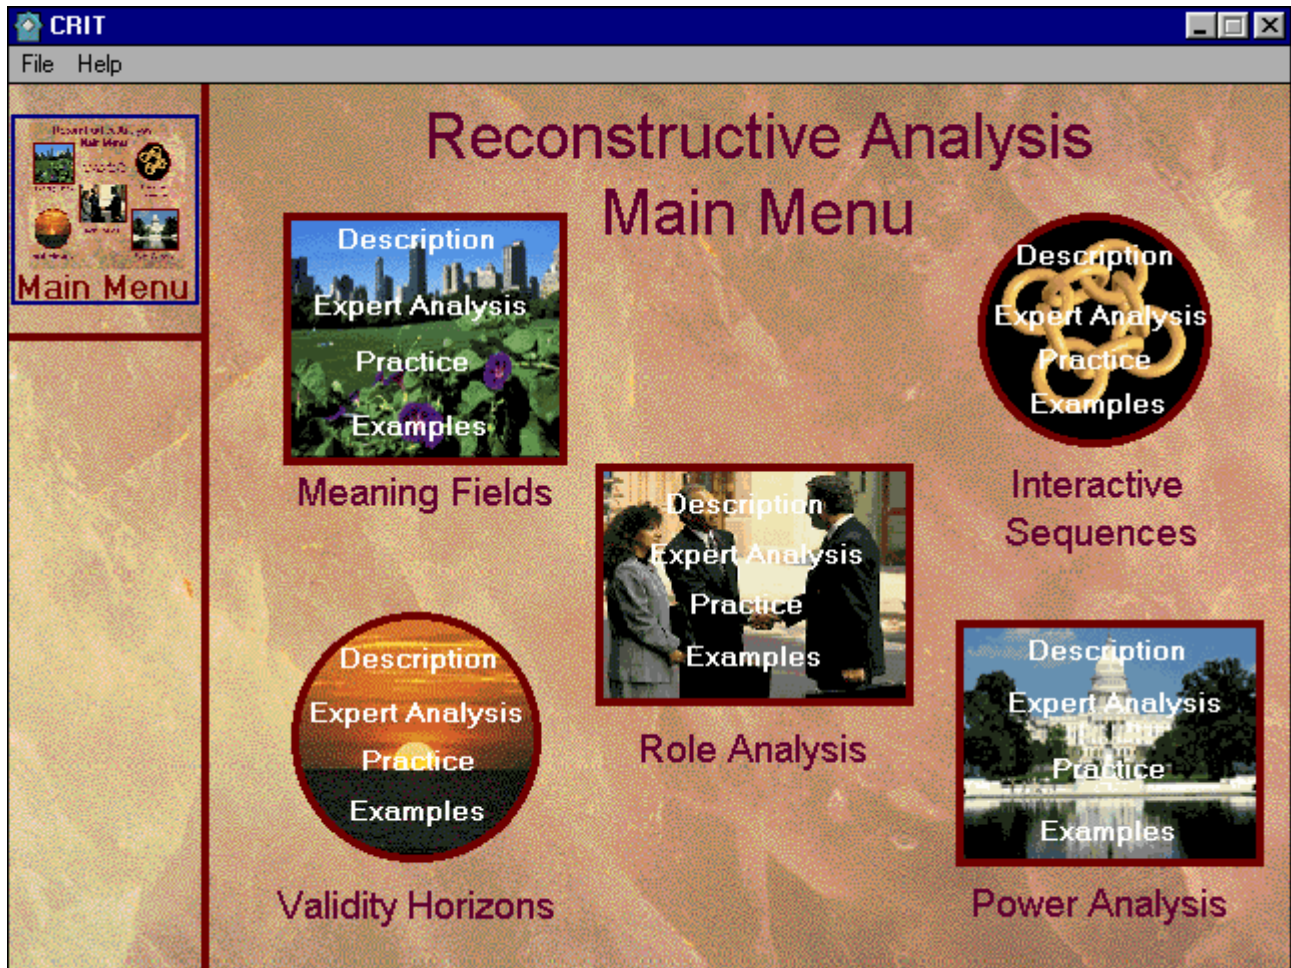 CRIT
File Help
Reconstructive Analysis
Main Menu
Main Menu
Description
Expert Analysis
Practice
Examples
Meaning Fields
Description
Expert Analysis
Practice
Examples
Interactive
Sequences
Description
Expert Analysis
Practice
Examples
Role Analysis
Description
Expert Analysis
Practice
Examples
Validity Horizons
Description
Expert Analysis
Practice
Examples
Power Analysis